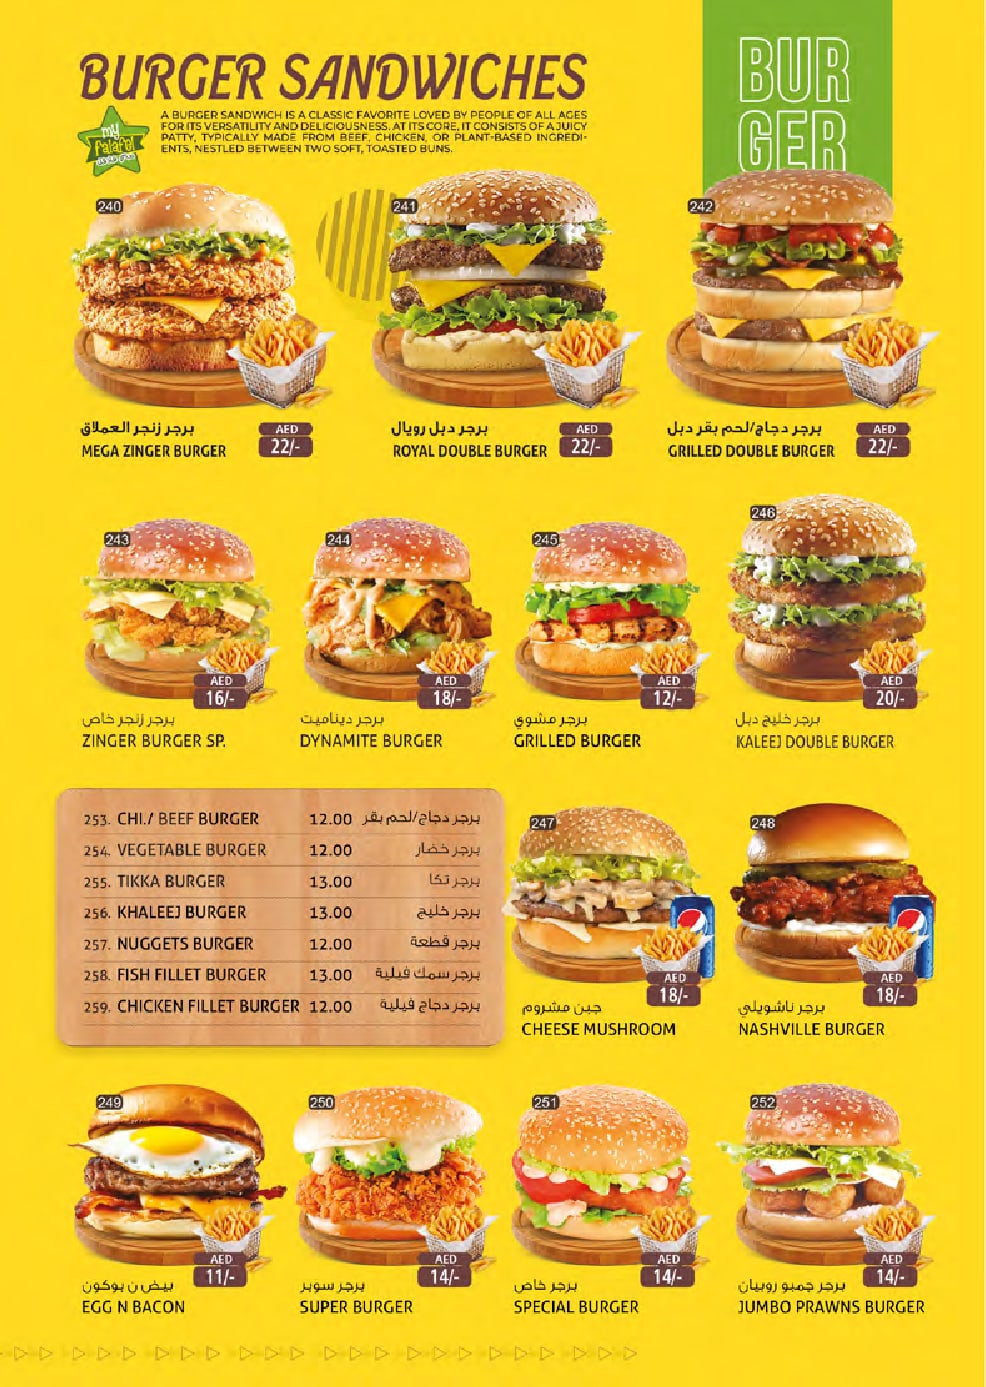 BURGER SANDWICHES
A BURGER SANDWICH IS A CLASSIC FAVORITE LOVED BY PEOPLE OF ALL AGES
FOR ITS VERSATILITY AND DELICIOUSNESS. AT ITS CORE, IT CONSISTS OF A JUICY
PATTY, TYPICALLY MADE FROM BEEF, CHICKEN, OR PLANT-BASED INGREDI-
ENTS, NESTLED BETWEEN TWO SOFT, TOASTED BUNS.
my
falafel
BUR
GER
240
برجر زنجر العملاق
MEGA ZINGER BURGER
AED
22/-
241
برجر دبل رويال
ROYAL DOUBLE BURGER
AED
22/-
242
برجر دجاج/لحم بقر دبل
GRILLED DOUBLE BURGER
AED
22/-
243
AED
16/-
برجر زنجر خاص
ZINGER BURGER SP.
244
AED
18/-
برجر ديناميت
DYNAMITE BURGER
245
AED
12/-
برجر مشوي
GRILLED BURGER
246
AED
20/-
برجر خليج دبل
KALEEJ DOUBLE BURGER
253. CHI./ BEEF BURGER 12.00 برجر دجاج/لحم بقر
254. VEGETABLE BURGER 12.00 برجر خضار
255. TIKKA BURGER 13.00 برجر تكا
256. KHALEEJ BURGER 13.00 برجر خليج
257. NUGGETS BURGER 12.00 برجر قطعة
258. FISH FILLET BURGER 13.00 برجر سمك فيلية
259. CHICKEN FILLET BURGER 12.00 برجر دجاج فيلية
247
AED
18/-
جبن مشروم
CHEESE MUSHROOM
248
AED
18/-
برجر ناشويلي
NASHVILLE BURGER
249
AED
11/-
بيض ن بوكون
EGG N BACON
250
AED
14/-
برجر سوبر
SUPER BURGER
251
AED
14/-
برجر خاص
SPECIAL BURGER
252
AED
14/-
برجر جمبو روبيان
JUMBO PRAWNS BURGER